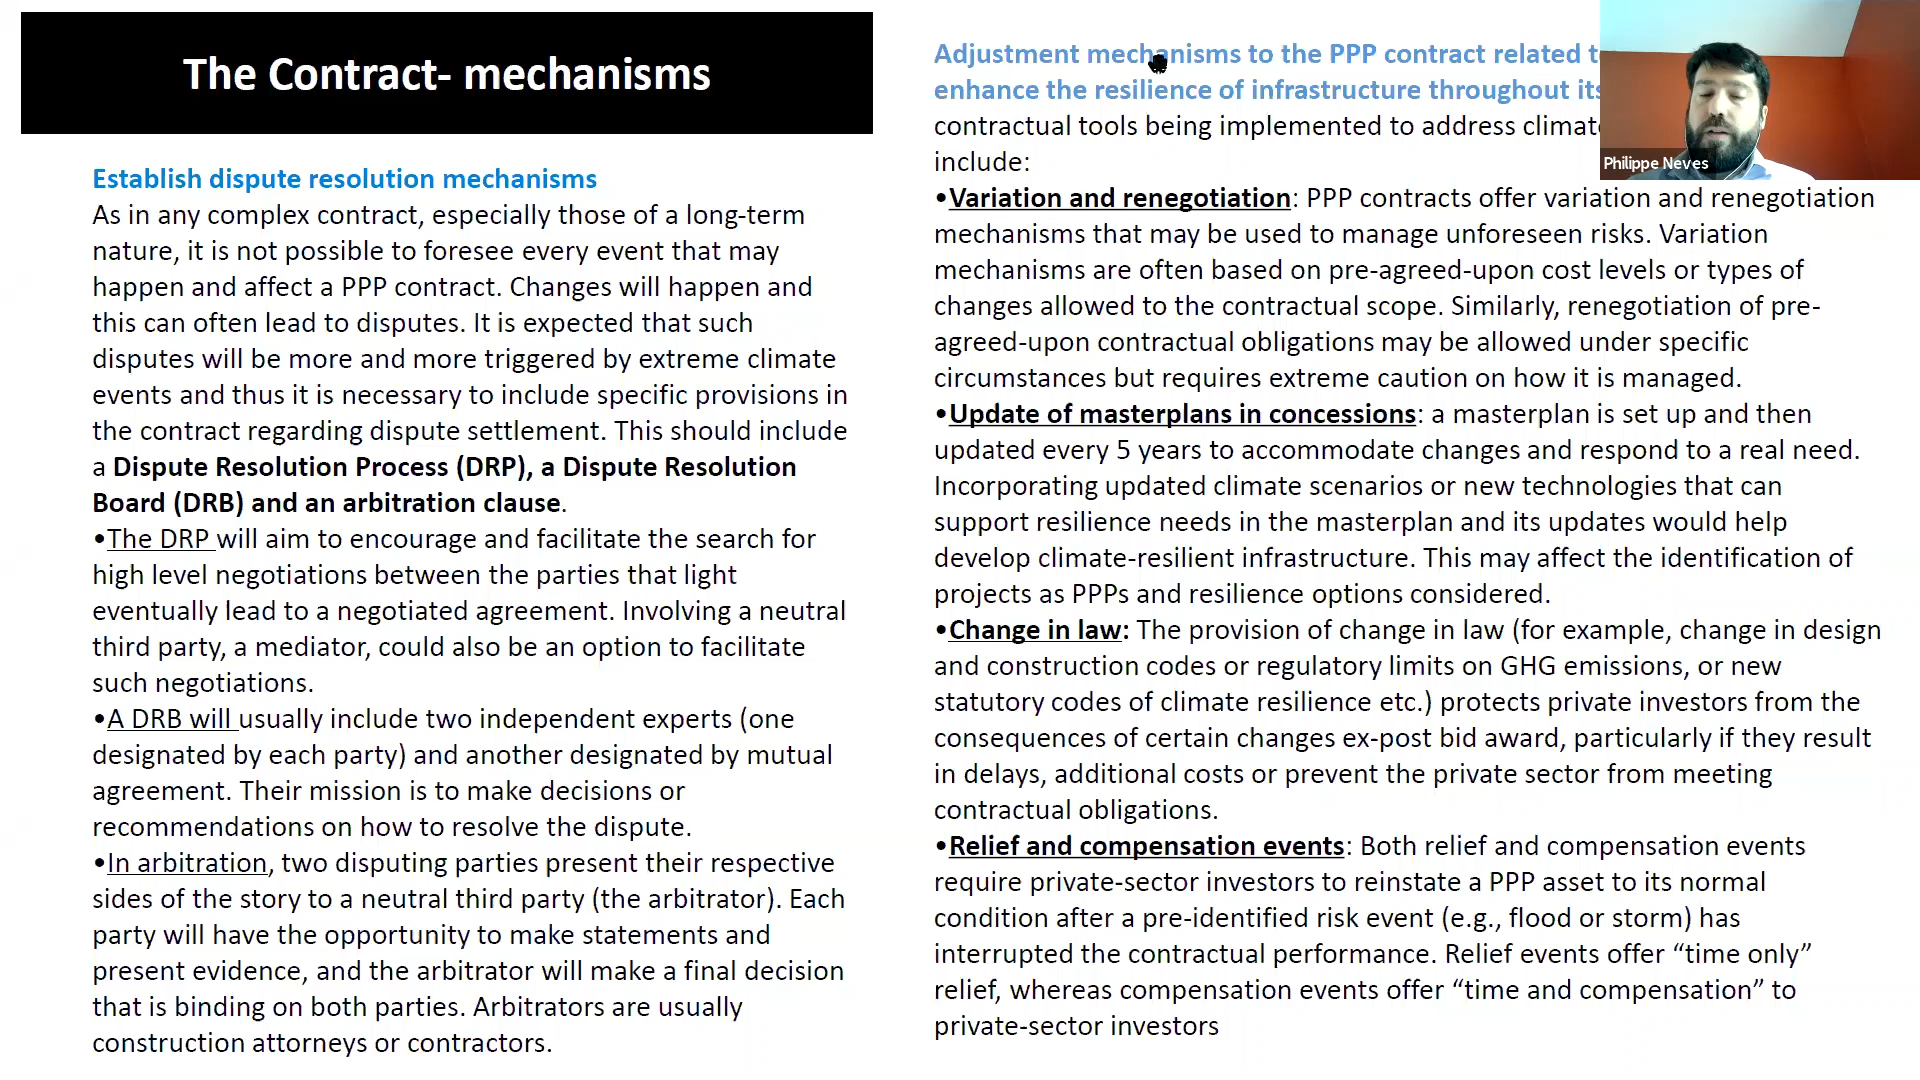 The Contract- mechanisms
Establish dispute resolution mechanisms
As in any complex contract, especially those of a long-term
nature, it is not possible to foresee every event that may
happen and affect a PPP contract. Changes will happen and
this can often lead to disputes. It is expected that such
disputes will be more and more triggered by extreme climate
events and thus it is necessary to include specific provisions in
the contract regarding dispute settlement. This should include
a Dispute Resolution Process (DRP), a Dispute Resolution
Board (DRB) and an arbitration clause.
•The DRP will aim to encourage and facilitate the search for
high level negotiations between the parties that light
eventually lead to a negotiated agreement. Involving a neutral
third party, a mediator, could also be an option to facilitate
such negotiations.
•A DRB will usually include two independent experts (one
designated by each party) and another designated by mutual
agreement. Their mission is to make decisions or
recommendations on how to resolve the dispute.
•In arbitration, two disputing parties present their respective
sides of the story to a neutral third party (the arbitrator). Each
party will have the opportunity to make statements and
present evidence, and the arbitrator will make a final decision
that is binding on both parties. Arbitrators are usually
construction attorneys or contractors.
Adjustment mechanisms to the PPP contract related
enhance the resilience of infrastructure throughout its
contractual tools being implemented to address
include:
•Variation and renegotiation: PPP contracts offer variation and renegotiation
mechanisms that may be used to manage unforeseen risks. Variation
mechanisms are often based on pre-agreed-upon cost levels or types of
changes allowed to the contractual scope. Similarly, renegotiation of pre-
agreed-upon contractual obligations may be allowed under specific
circumstances but requires extreme caution on how it is managed.
•Update of masterplans in concessions: a masterplan is set up and then
updated every 5 years to accommodate changes and respond to a real need.
Incorporating updated climate scenarios or new technologies that can
support resilience needs in the masterplan and its updates would help
develop climate-resilient infrastructure. This may affect the identification of
projects as PPPs and resilience options considered.
•Change in law: The provision of change in law (for example, change in design
and construction codes or regulatory limits on GHG emissions, or new
statutory codes of climate resilience etc.) protects private investors from the
consequences of certain changes ex-post bid award, particularly if they result
in delays, additional costs or prevent the private sector from meeting
contractual obligations.
•Relief and compensation events: Both relief and compensation events
require private-sector investors to reinstate a PPP asset to its normal
condition after a pre-identified risk event (e.g., flood or storm) has
interrupted the contractual performance. Relief events offer “time only”
relief, whereas compensation events offer “time and compensation” to
private-sector investors
Philippe Neves